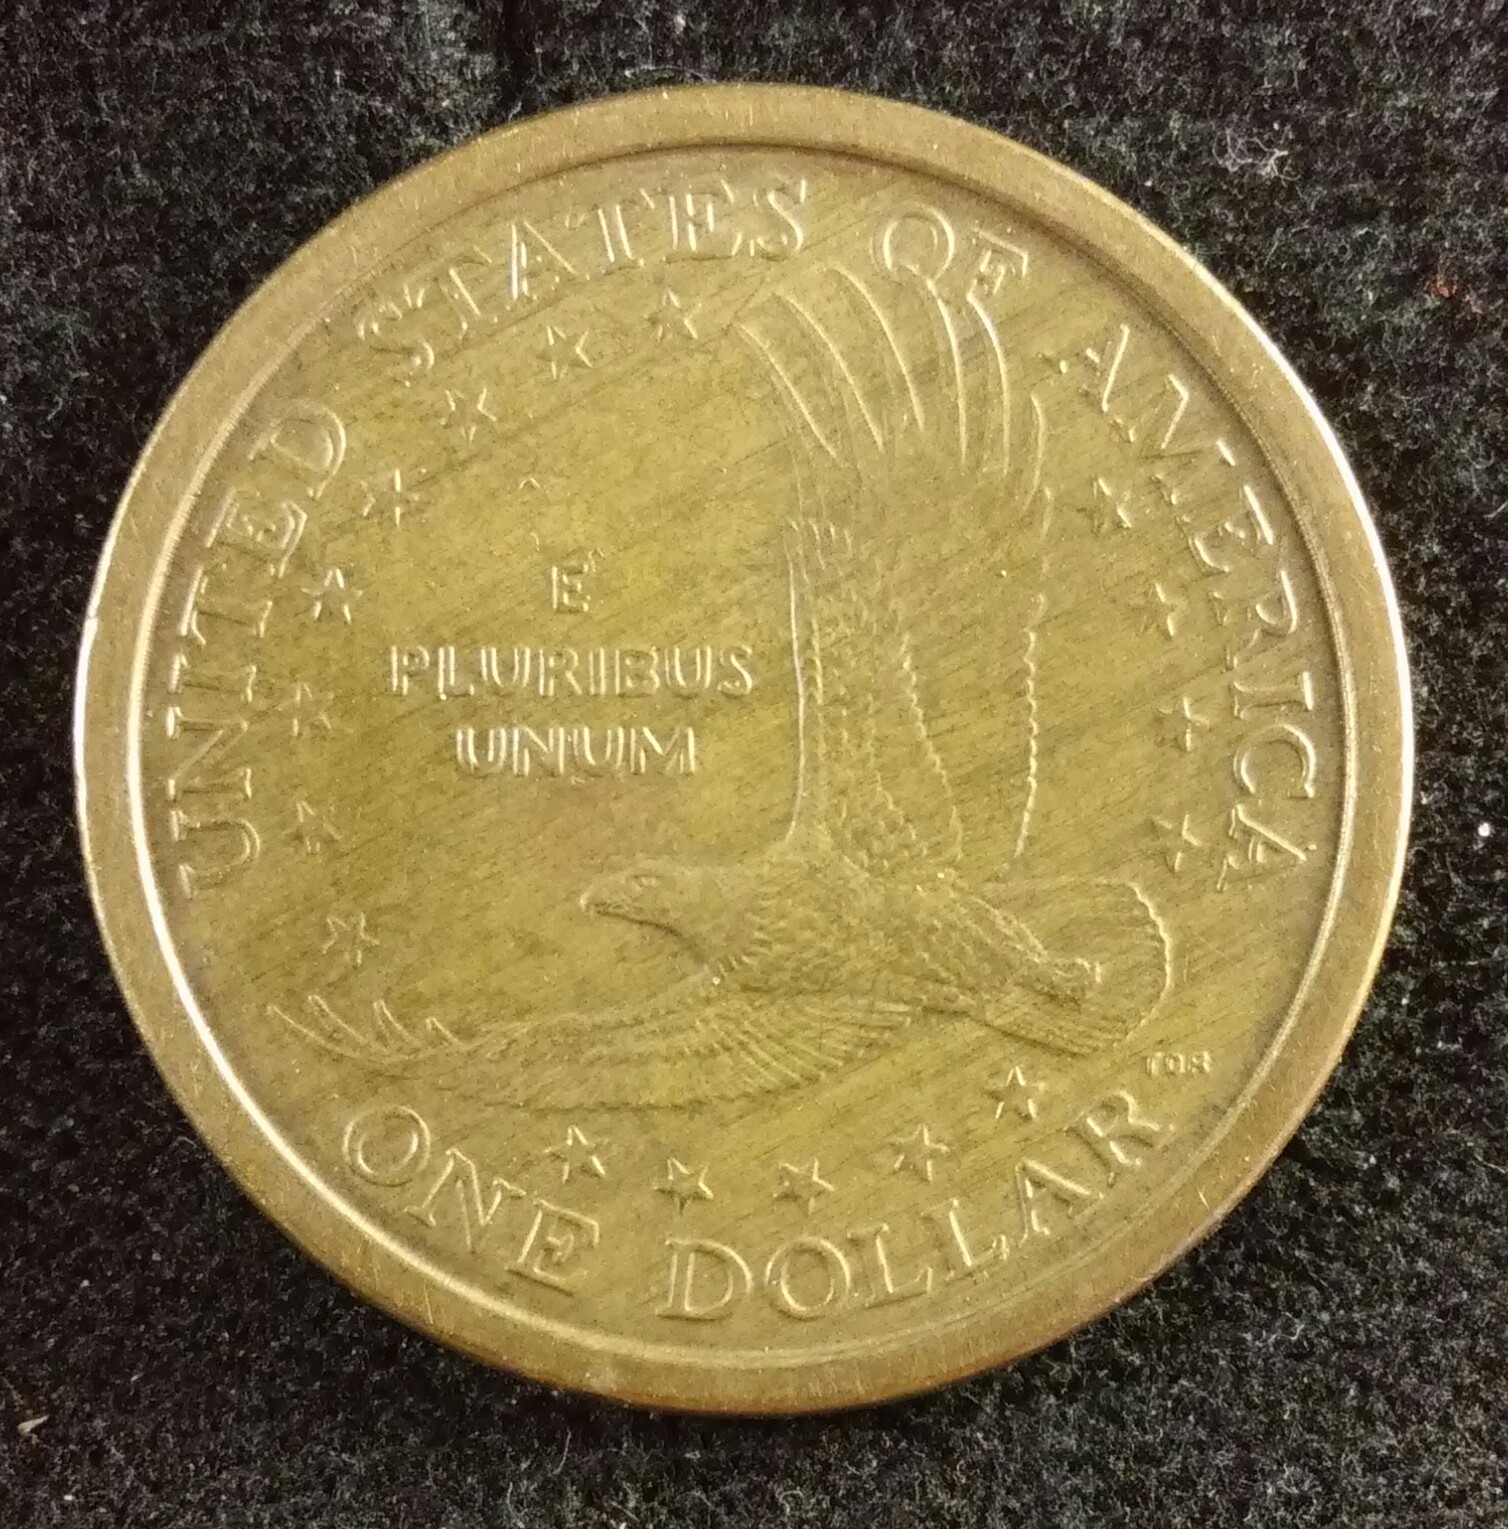 UNITED STATES OF AMERICA
E
PLURIBUS
UNUM
TDR
ONE DOLLAR